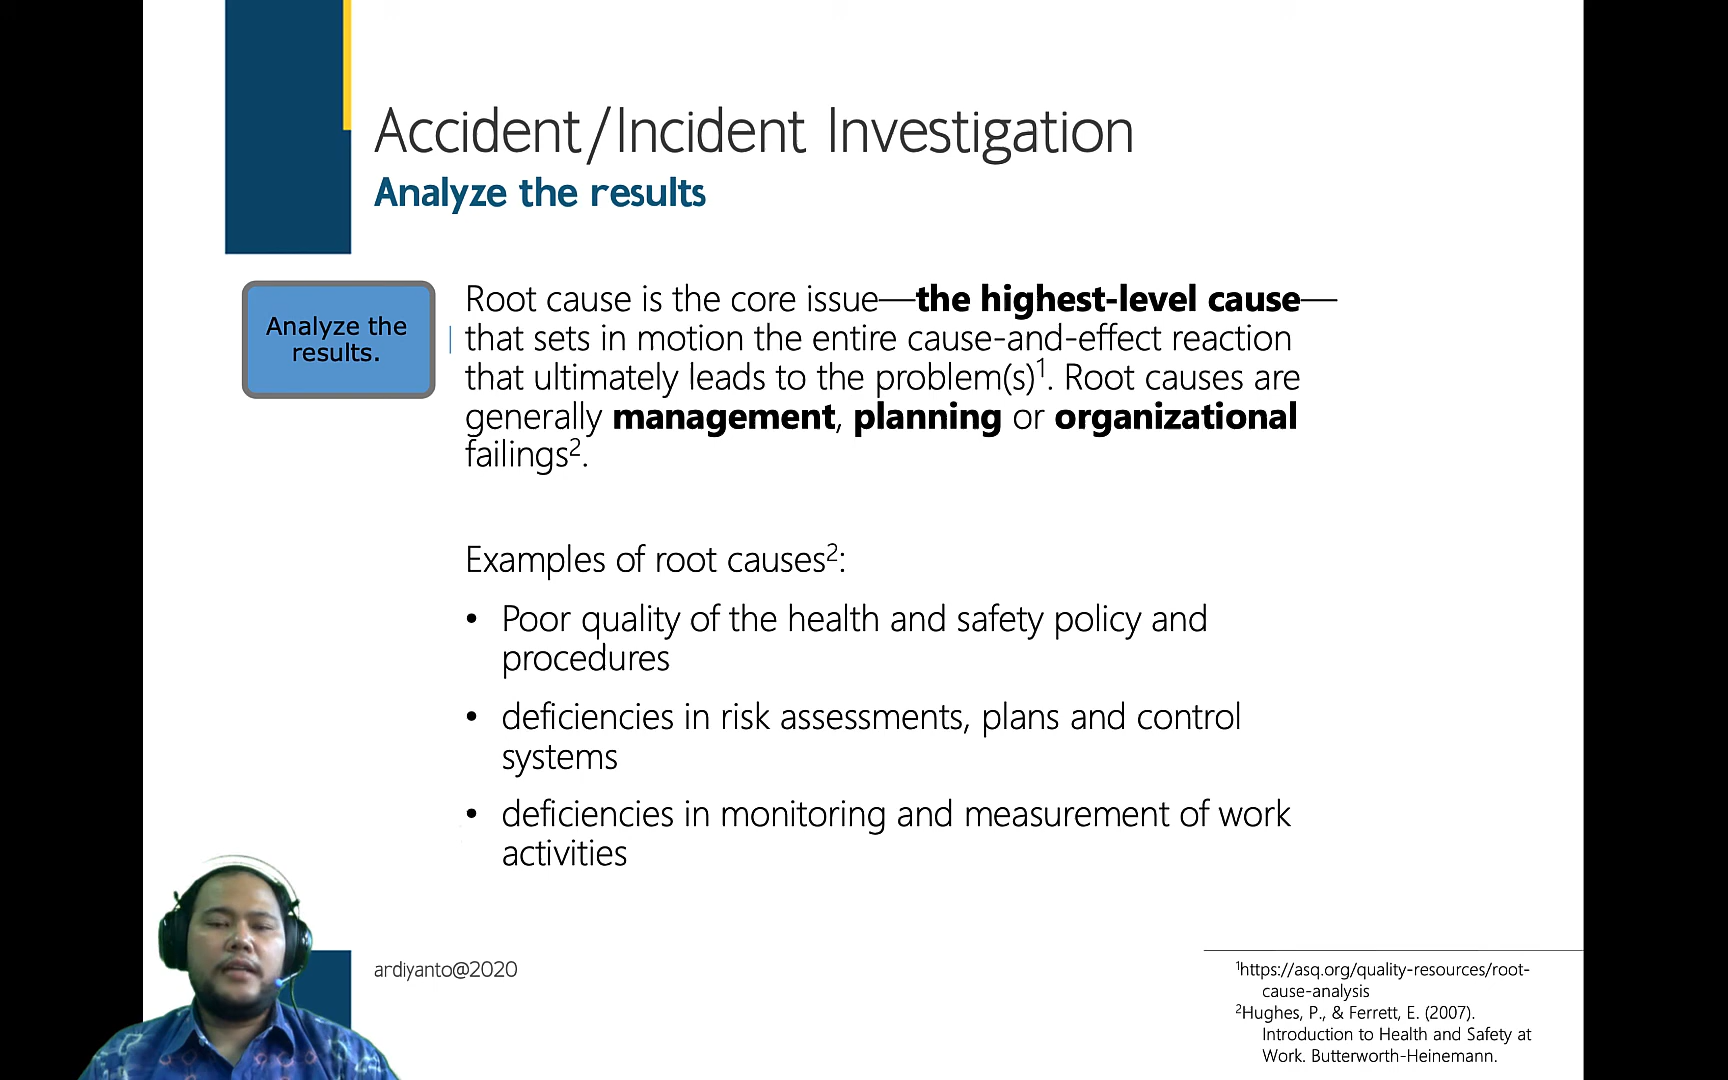 Accident/Incident Investigation
Analyze the results
Analyze the
results.
Root cause is the core issue—the highest-level cause—
that sets in motion the entire cause-and-effect reaction
that ultimately leads to the problem(s)¹. Root causes are
generally management, planning or organizational
failings².
Examples of root causes²:
• Poor quality of the health and safety policy and
procedures
• deficiencies in risk assessments, plans and control
systems
• deficiencies in monitoring and measurement of work
activities
ardiyanto@2020
¹https://asq.org/quality-resources/root-
cause-analysis
²Hughes, P., & Ferrett, E. (2007).
Introduction to Health and Safety at
Work. Butterworth-Heinemann.